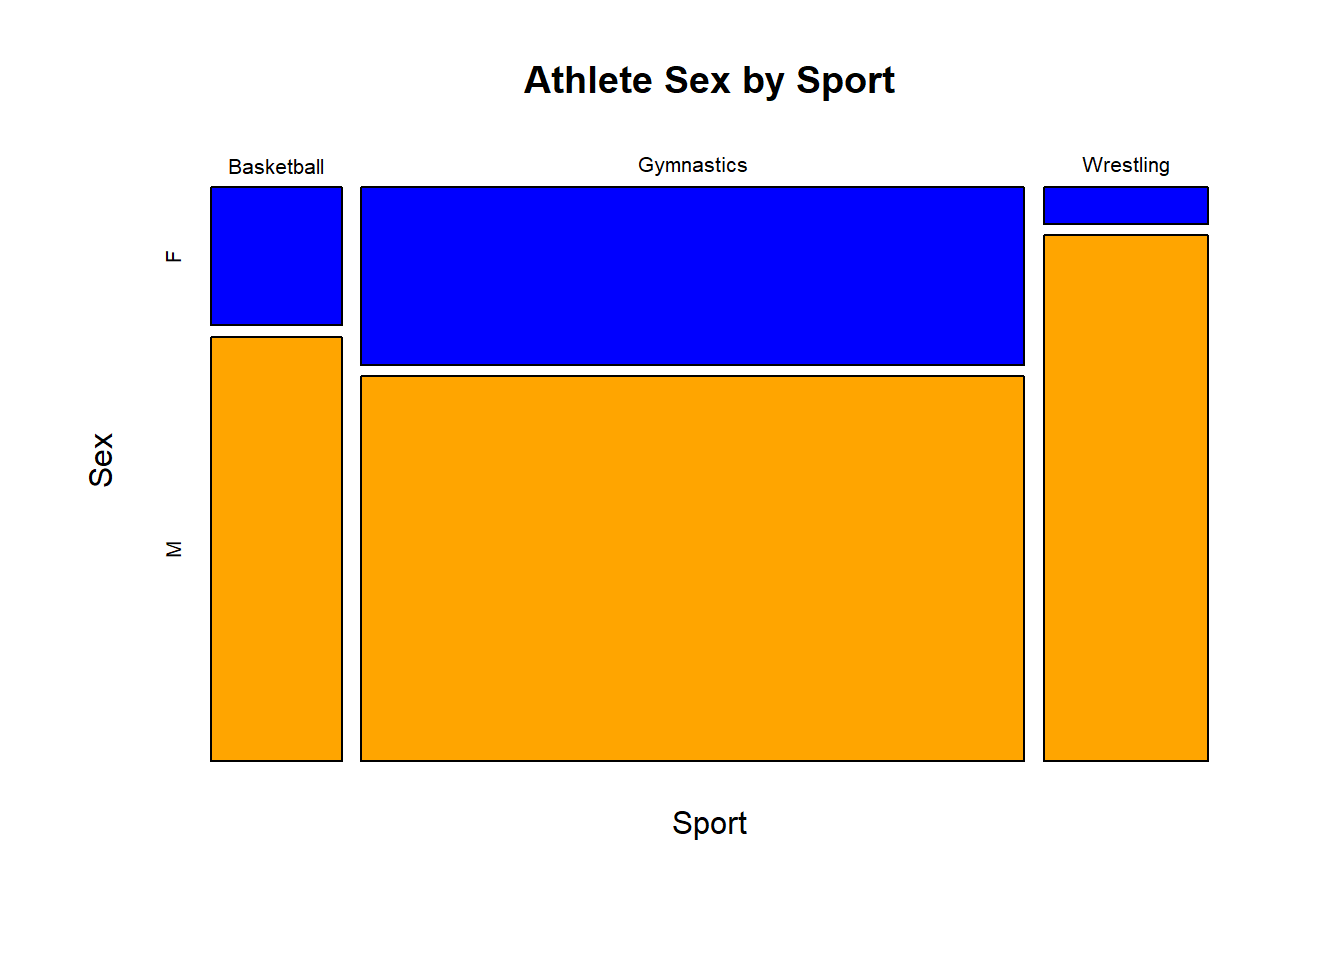 Athlete Sex by Sport
Basketball
Gymnastics
Wrestling
F
M
Sex
Sport